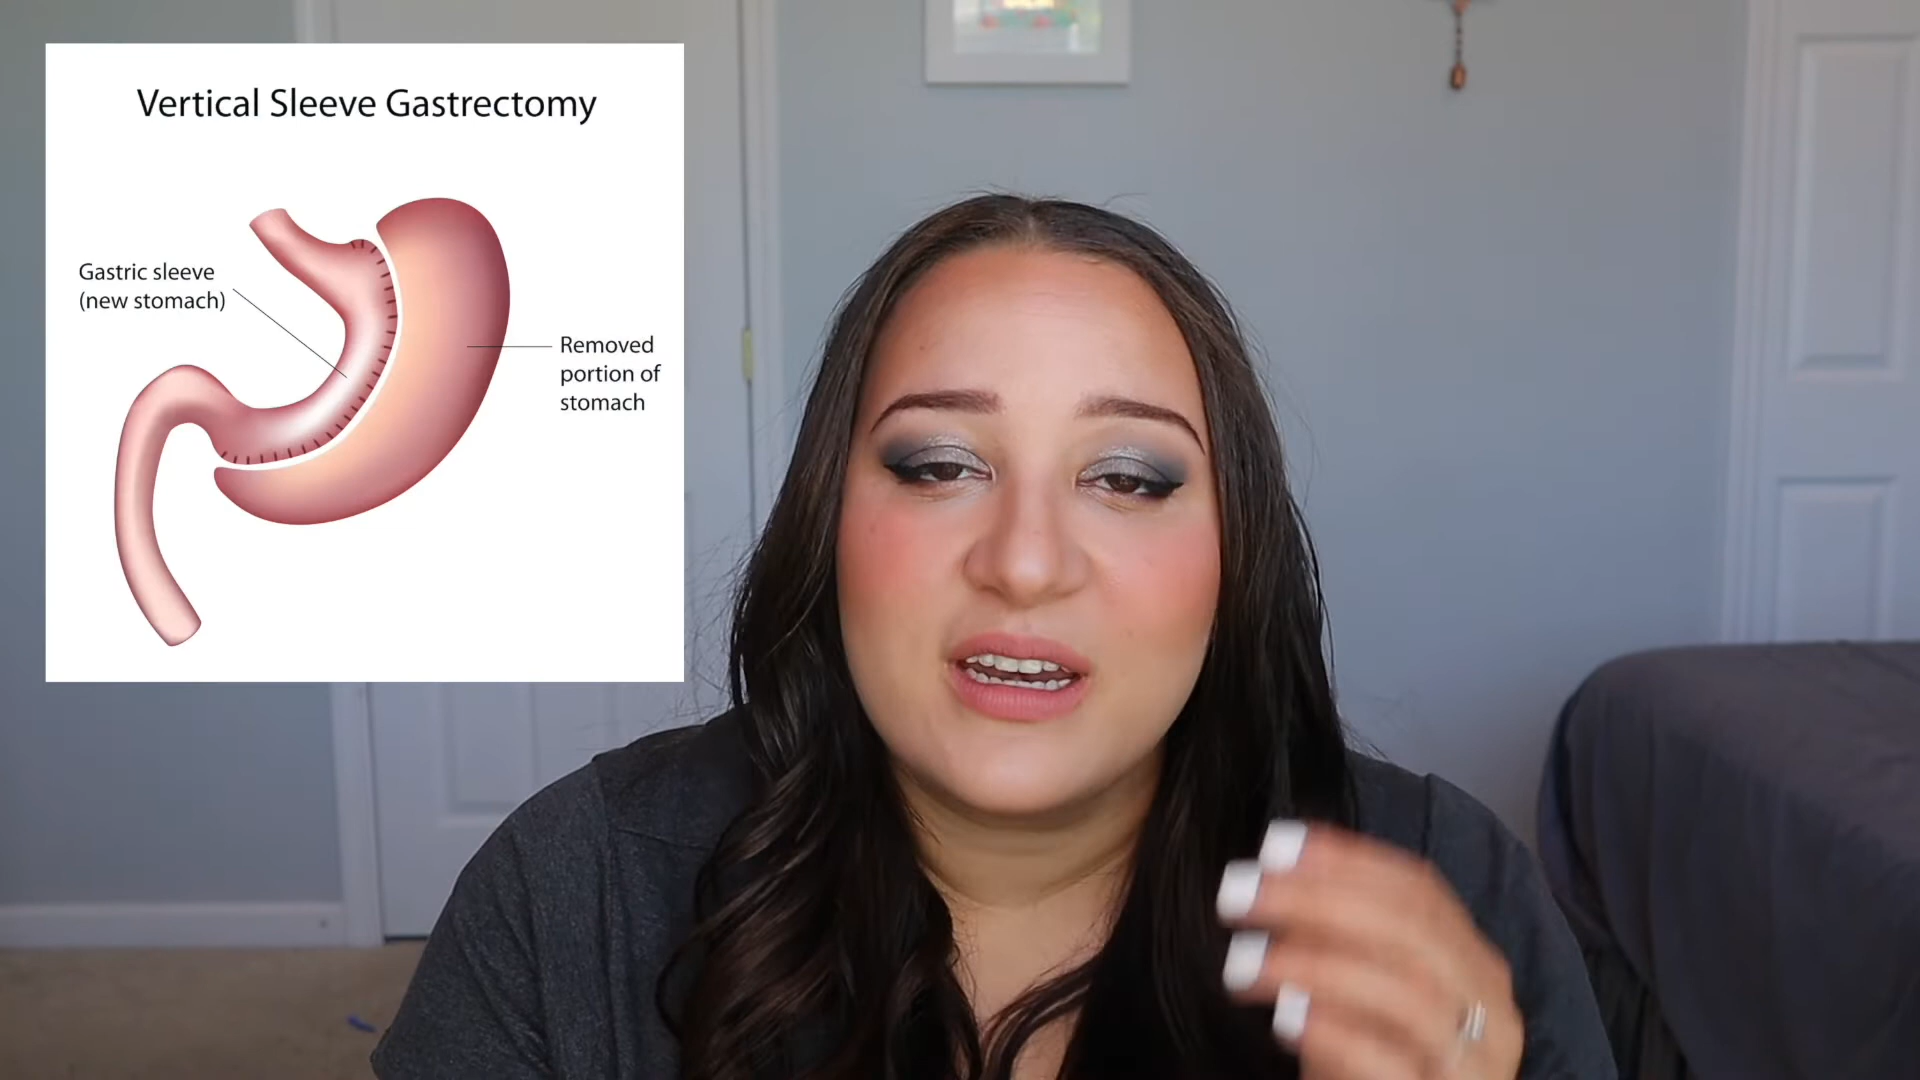 Vertical Sleeve Gastrectomy
Gastric sleeve
(new stomach)
Removed
portion of
stomach